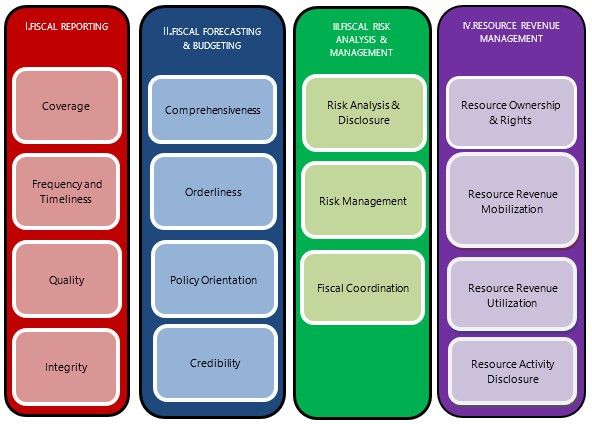 I.FISCAL REPORTING
Coverage
Frequency and
Timeliness
Quality
Integrity
II.FISCAL FORECASTING
& BUDGETING
Comprehensiveness
Orderliness
Policy Orientation
Credibility
III.FISCAL RISK
ANALYSIS &
MANAGEMENT
Risk Analysis &
Disclosure
Risk Management
Fiscal Coordination
IV.RESOURCE REVENUE
MANAGEMENT
Resource Ownership
& Rights
Resource Revenue
Mobilization
Resource Revenue
Utilization
Resource Activity
Disclosure